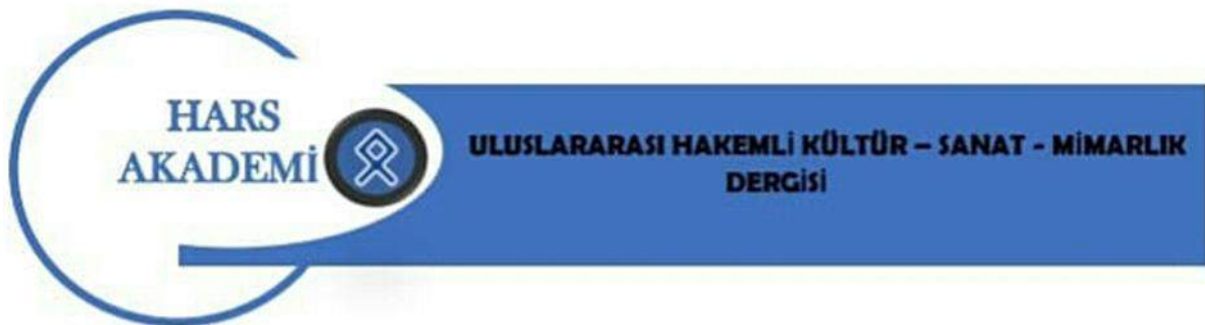 HARS
AKADEMİ
ULUSLARARASI HAKEMLİ KÜLTÜR – SANAT - MİMARLIK
DERGİSİ